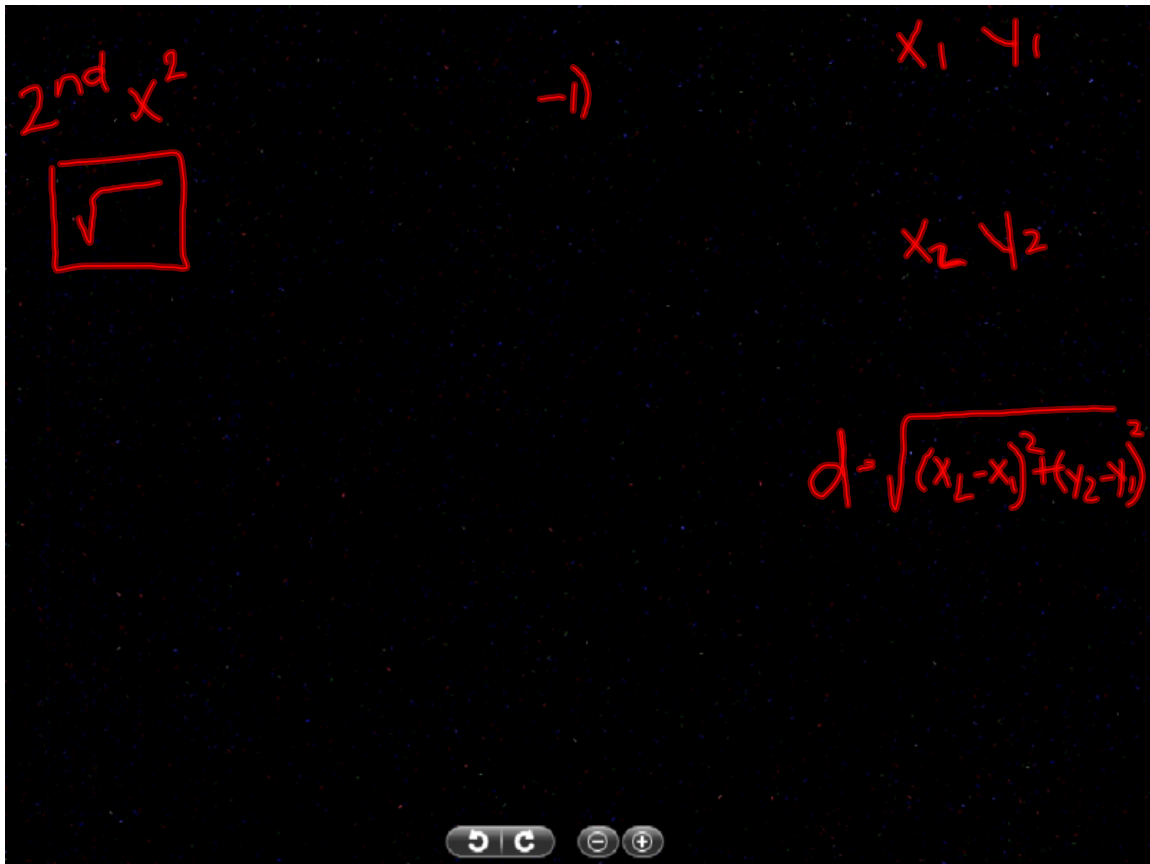 2nd x²
√
-1)
x₁ y₁
x₂ y₂
d=√(x₂-x₁)²+(y₂-y₁)²